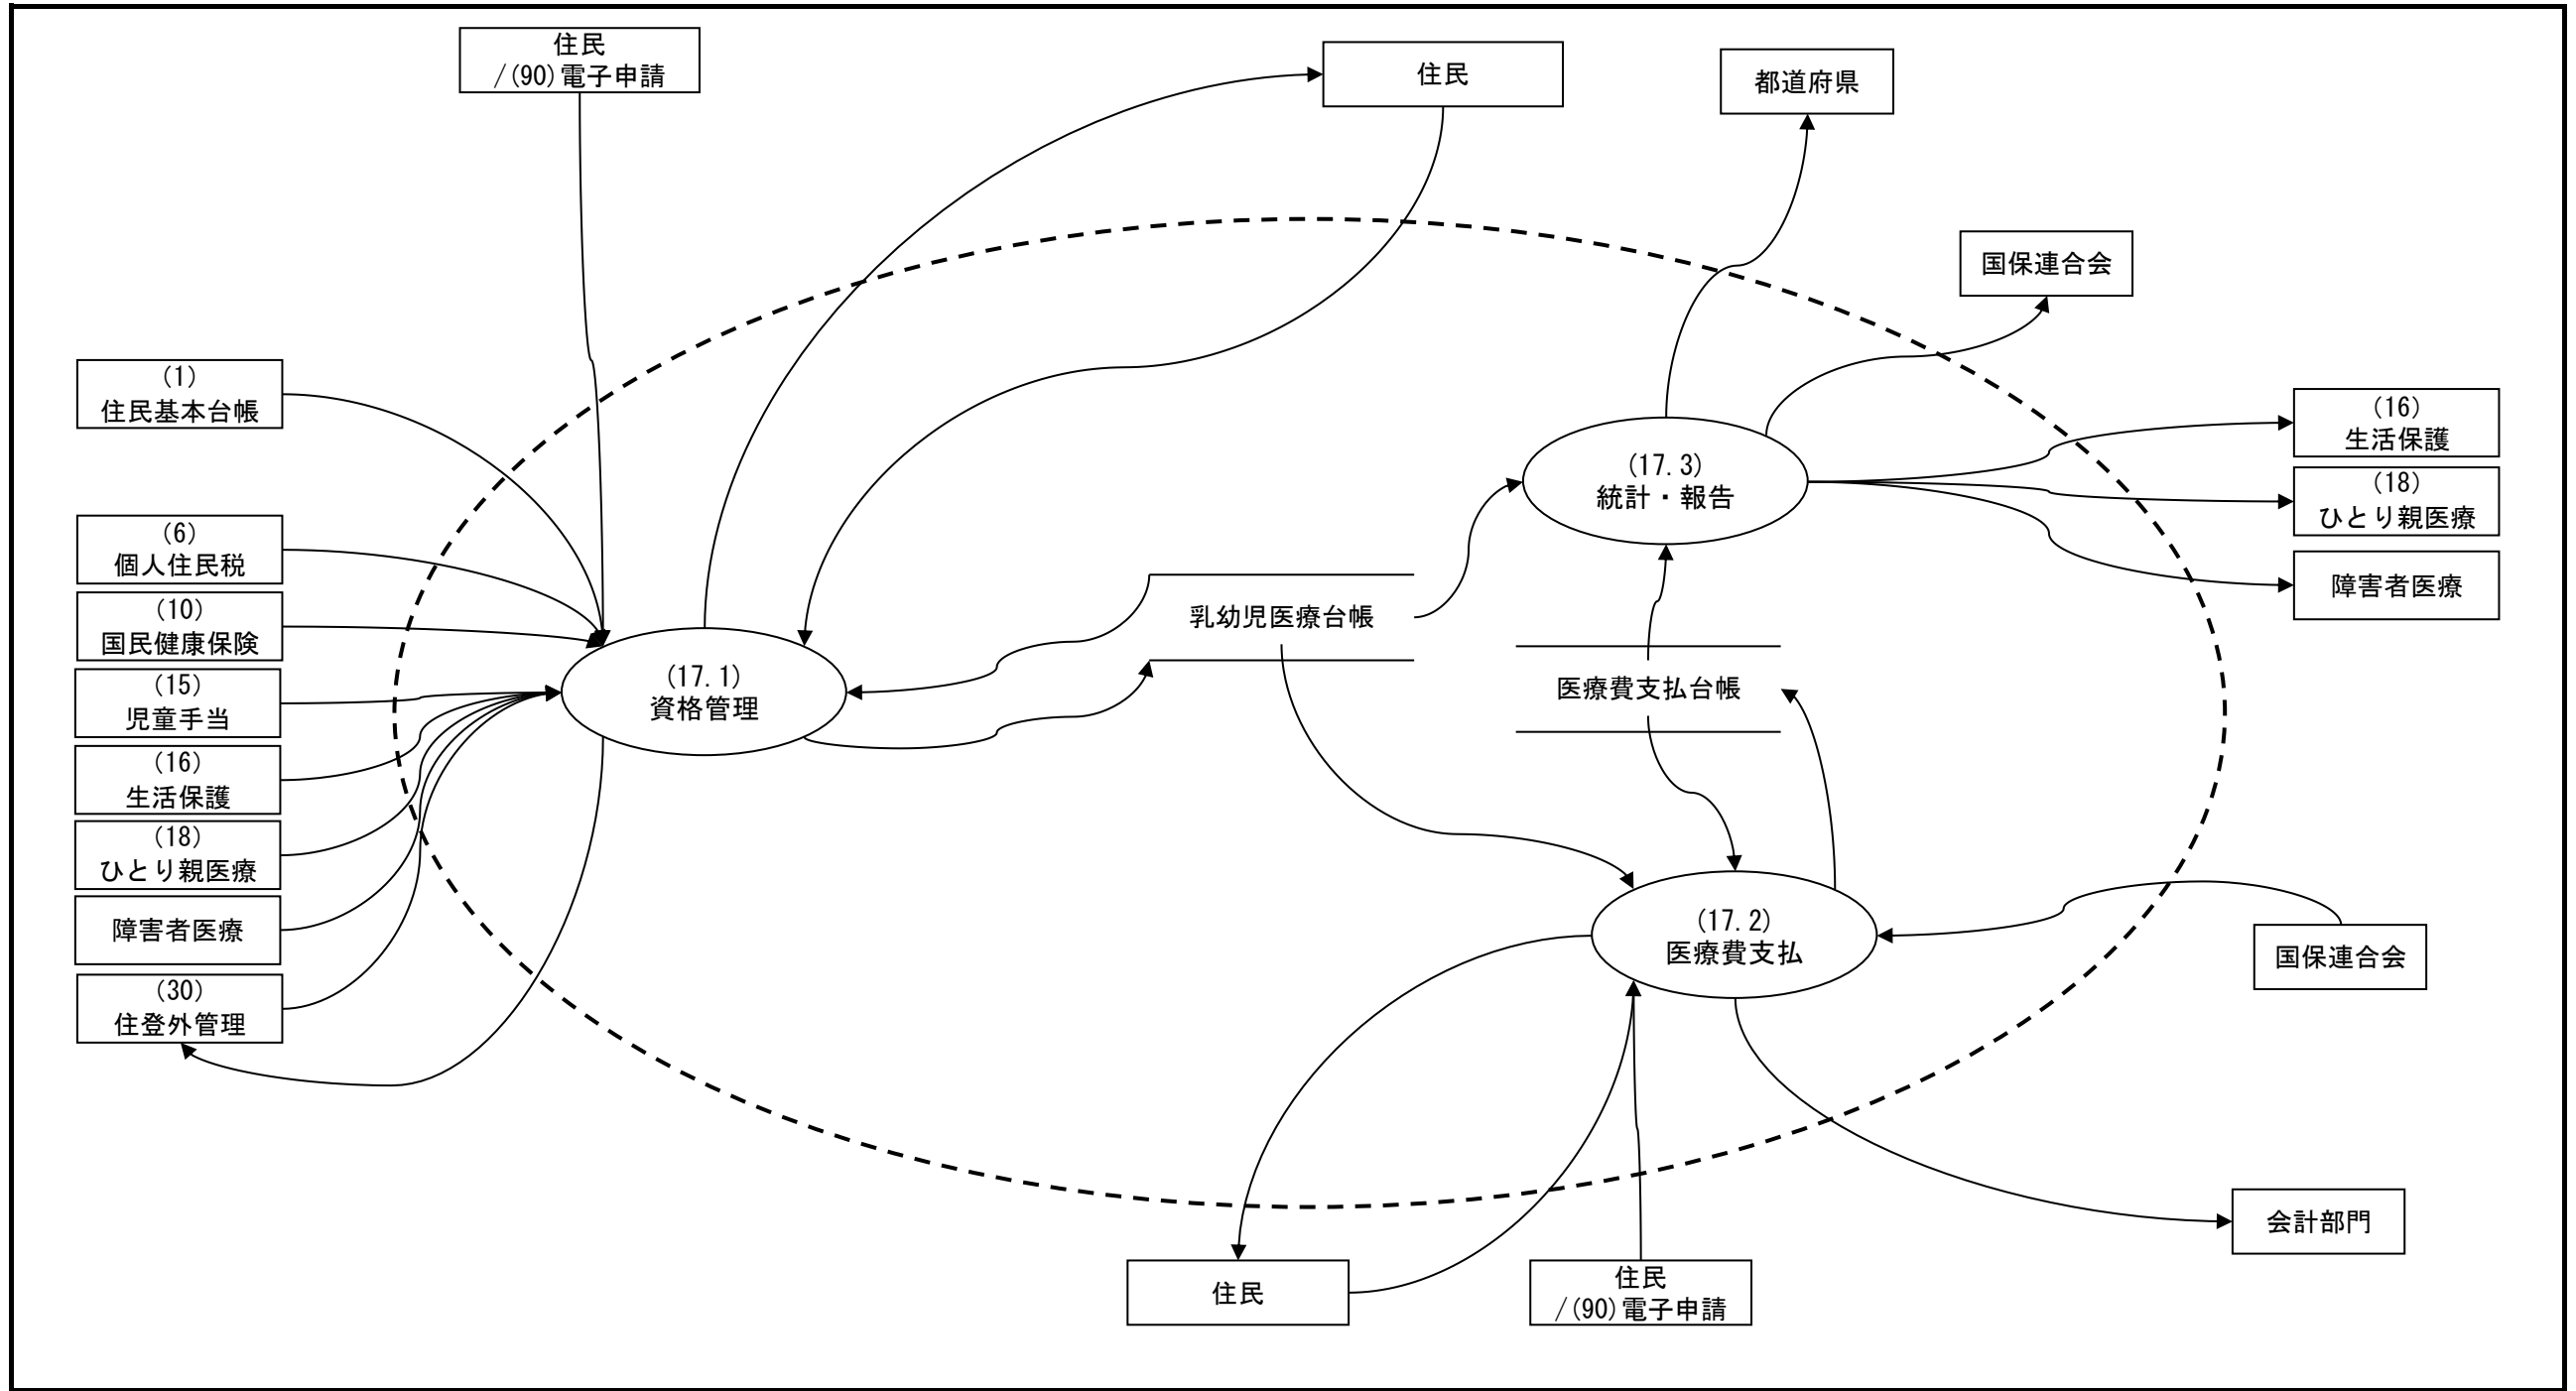 住民
/(90)電子申請
住民
都道府県
国保連合会
(1)
住民基本台帳
(6)
個人住民税
(10)
国民健康保険
(15)
児童手当
(16)
生活保護
(18)
ひとり親医療
障害者医療
(30)
住登外管理
(17.1)
資格管理
乳幼児医療台帳
(17.3)
統計・報告
医療費支払台帳
(16)
生活保護
(18)
ひとり親医療
障害者医療
(17.2)
医療費支払
国保連合会
会計部門
住民
住民
/(90)電子申請